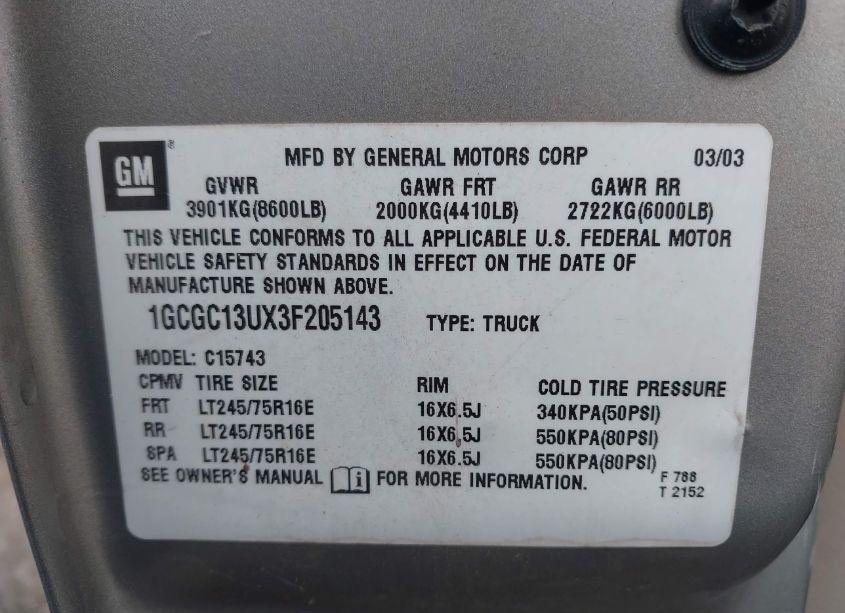 GM
MFD BY GENERAL MOTORS CORP 03/03
GVWR GAWR FRT GAWR RR
3901KG(8600LB) 2000KG(4410LB) 2722KG(6000LB)
THIS VEHICLE CONFORMS TO ALL APPLICABLE U.S. FEDERAL MOTOR
VEHICLE SAFETY STANDARDS IN EFFECT ON THE DATE OF
MANUFACTURE SHOWN ABOVE.
1GCGC13UX3F205143 TYPE: TRUCK
MODEL: C15743
CPMV TIRE SIZE RIM COLD TIRE PRESSURE
FRT LT245/75R16E 16X6.5J 340KPA(50PSI)
RR LT245/75R16E 16X6.5J 550KPA(80PSI)
SPA LT245/75R16E 16X6.5J 550KPA(80PSI)
SEE OWNER'S MANUAL i FOR MORE INFORMATION.
F 788
T 2152